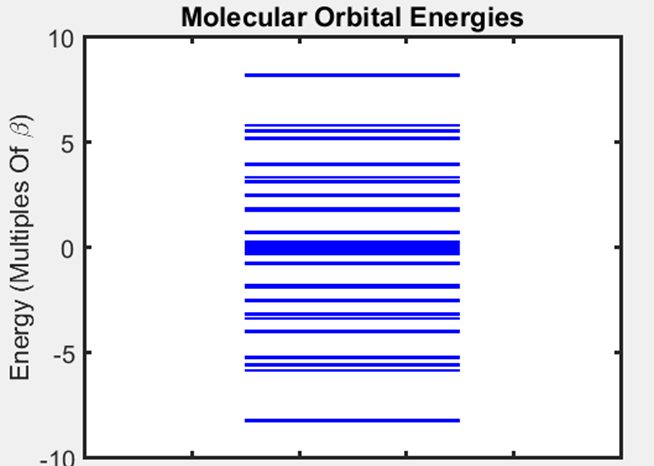 Molecular Orbital Energies
Energy (Multiples Of β)
10
5
0
-5
-10